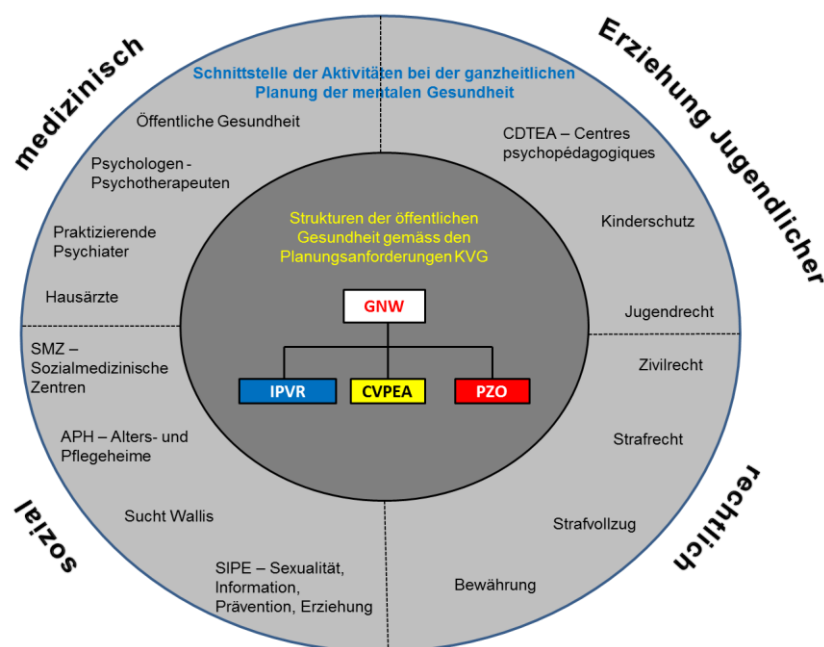 medizinisch
Erziehung Jugendlicher
Schnittstelle der Aktivitäten bei der ganzheitlichen
Planung der mentalen Gesundheit
Öffentliche Gesundheit
Psychologen -
Psychotherapeuten
Praktizierende
Psychiater
Hausärzte
CDTEA – Centres
psychopédagogiques
Kinderschutz
Jugendrecht
Strukturen der öffentlichen
Gesundheit gemäss den
Planungsanforderungen KVG
GNW
IPVR
CVPEA
PZO
SMZ –
Sozialmedizinische
Zentren
APH – Alters- und
Pflegeheime
Sucht Wallis
SIPE – Sexualität,
Information,
Prävention, Erziehung
sozial
Zivilrecht
Strafrecht
Strafvollzug
Bewährung
rechtlich